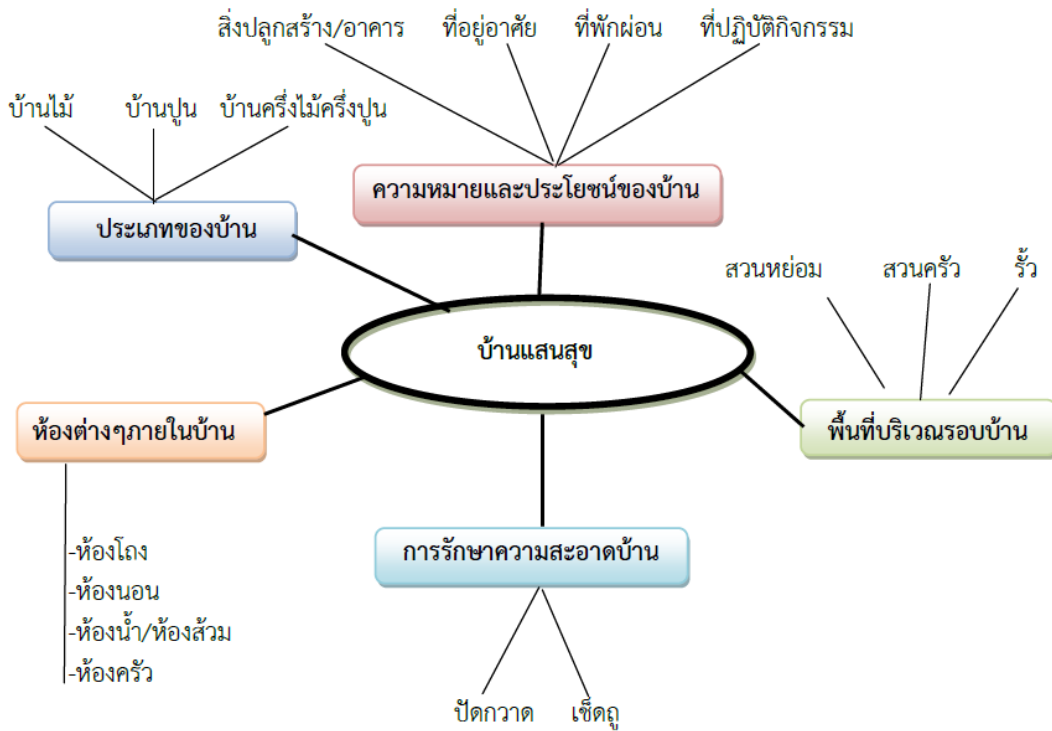 สิ่งปลูกสร้าง/อาคาร ที่อยู่อาศัย ที่พักผ่อน ที่ปฏิบัติกิจกรรม
บ้านไม้ บ้านปูน บ้านครึ่งไม้ครึ่งปูน
ความหมายและประโยชน์ของบ้าน
ประเภทของบ้าน
สวนหย่อม สวนครัว รั้ว
บ้านแสนสุข
ห้องต่างๆภายในบ้าน
พื้นที่บริเวณรอบบ้าน
-ห้องโถง
-ห้องนอน
-ห้องน้ำ/ห้องส้วม
-ห้องครัว
การรักษาความสะอาดบ้าน
ปัดกวาด เช็ดถู